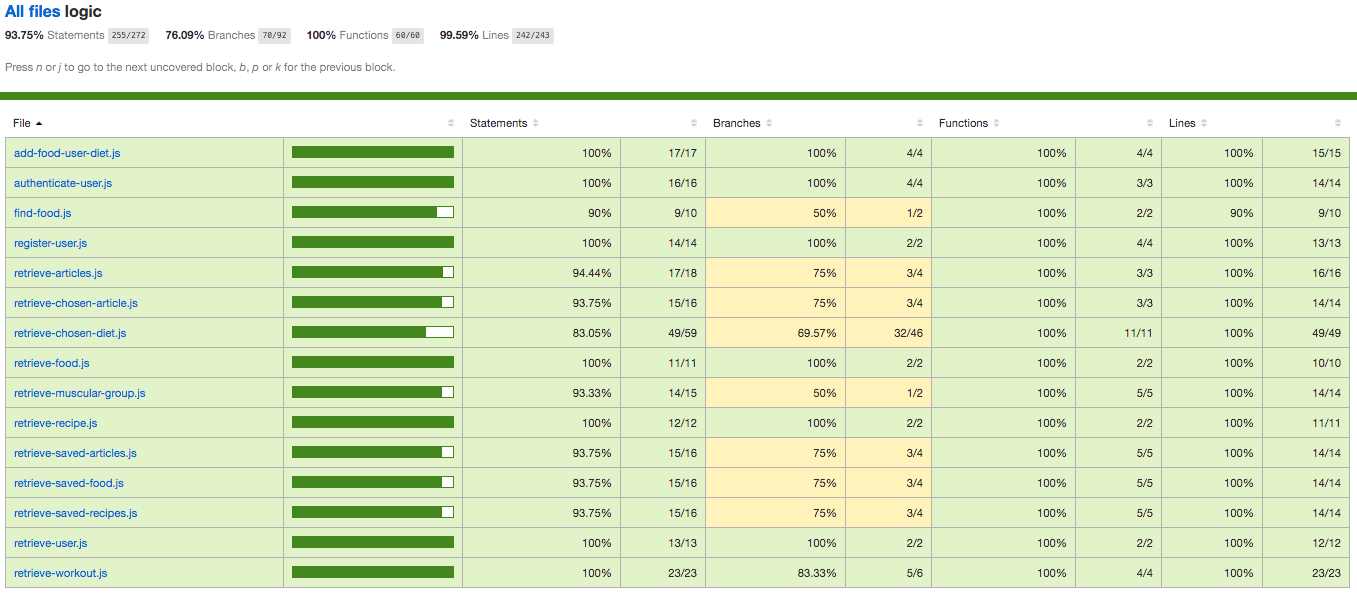 All files logic
93.75% Statements 255/272 76.09% Branches 70/92 100% Functions 60/60 99.59% Lines 242/243
Press n or j to go to the next uncovered block, b, p or k for the previous block.
File Statements Branches Functions Lines
add-food-user-diet.js 100% 17/17 100% 4/4 100% 4/4 100% 15/15
authenticate-user.js 100% 16/16 100% 4/4 100% 3/3 100% 14/14
find-food.js 90% 9/10 50% 1/2 100% 2/2 90% 9/10
register-user.js 100% 14/14 100% 2/2 100% 4/4 100% 13/13
retrieve-articles.js 94.44% 17/18 75% 3/4 100% 3/3 100% 16/16
retrieve-chosen-article.js 93.75% 15/16 75% 3/4 100% 3/3 100% 14/14
retrieve-chosen-diet.js 83.05% 49/59 69.57% 32/46 100% 11/11 100% 49/49
retrieve-food.js 100% 11/11 100% 2/2 100% 2/2 100% 10/10
retrieve-muscular-group.js 93.33% 14/15 50% 1/2 100% 5/5 100% 14/14
retrieve-recipe.js 100% 12/12 100% 2/2 100% 2/2 100% 11/11
retrieve-saved-articles.js 93.75% 15/16 75% 3/4 100% 5/5 100% 14/14
retrieve-saved-food.js 93.75% 15/16 75% 3/4 100% 5/5 100% 14/14
retrieve-saved-recipes.js 93.75% 15/16 75% 3/4 100% 5/5 100% 14/14
retrieve-user.js 100% 13/13 100% 2/2 100% 2/2 100% 12/12
retrieve-workout.js 100% 23/23 83.33% 5/6 100% 4/4 100% 23/23